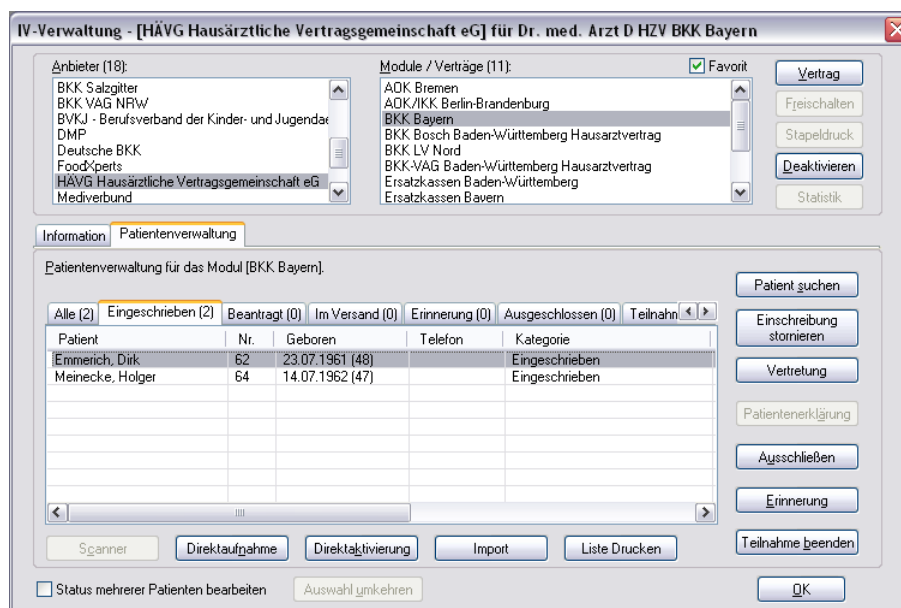 IV-Verwaltung - [HÄVG Hausärztliche Vertragsgemeinschaft eG] für Dr. med. Arzt D HZV BKK Bayern
Anbieter (18):
BKK Salzgitter
BKK VAG NRW
BVKJ - Berufsverband der Kinder- und Jugendae
DMP
Deutsche BKK
FoodXperts
HÄVG Hausärztliche Vertragsgemeinschaft eG
Mediverbund
Module / Verträge (11):
Favorit
AOK Bremen
AOK/IKK Berlin-Brandenburg
BKK Bayern
BKK Bosch Baden-Württemberg Hausarztvertrag
BKK LV Nord
BKK-VAG Baden-Württemberg Hausarztvertrag
Ersatzkassen Baden-Württemberg
Ersatzkassen Bayern
Vertrag
Freischalten
Stapeldruck
Deaktivieren
Statistik
Information Patientenverwaltung
Patientenverwaltung für das Modul [BKK Bayern].
Alle (2) Eingeschrieben (2) Beantragt (0) Im Versand (0) Erinnerung (0) Ausgeschlossen (0) Teilnahm
Patient Nr. Geboren Telefon Kategorie
Emmerich, Dirk 62 23.07.1961 (48) Eingeschrieben
Meinecke, Holger 64 14.07.1962 (47) Eingeschrieben
Patient suchen
Einschreibung
stornieren
Vertretung
Patientenerklärung
Ausschließen
Erinnerung
Teilnahme beenden
Scanner Direktaufnahme Direktaktivierung Import Liste Drucken
Status mehrerer Patienten bearbeiten Auswahl umkehren OK